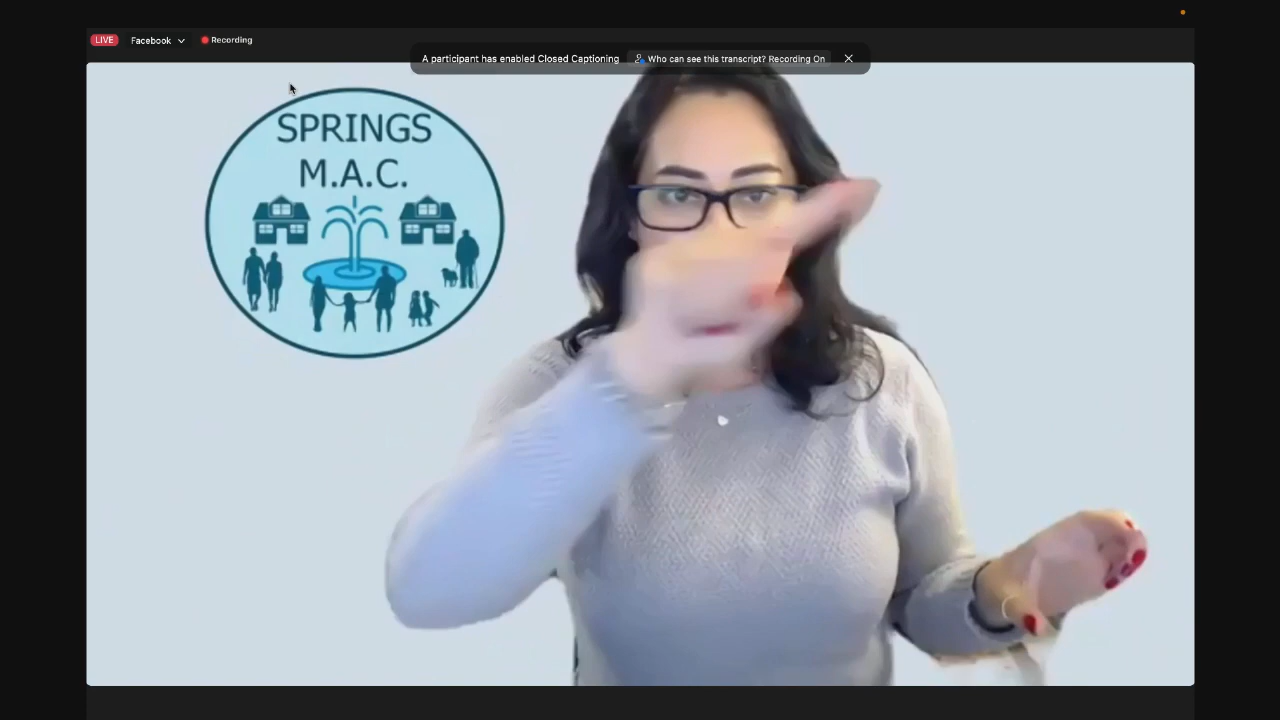 LIVE Facebook Recording
A participant has enabled Closed Captioning Who can see this transcript? Recording On
SPRINGS
M.A.C.